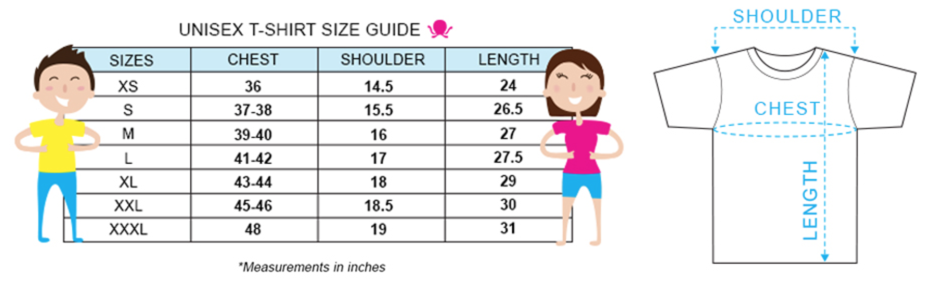 UNISEX T-SHIRT SIZE GUIDE
SIZES CHEST SHOULDER LENGTH
XS 36 14.5 24
S 37-38 15.5 26.5
M 39-40 16 27
L 41-42 17 27.5
XL 43-44 18 29
XXL 45-46 18.5 30
XXXL 48 19 31
*Measurements in inches
SHOULDER
CHEST
LENGTH